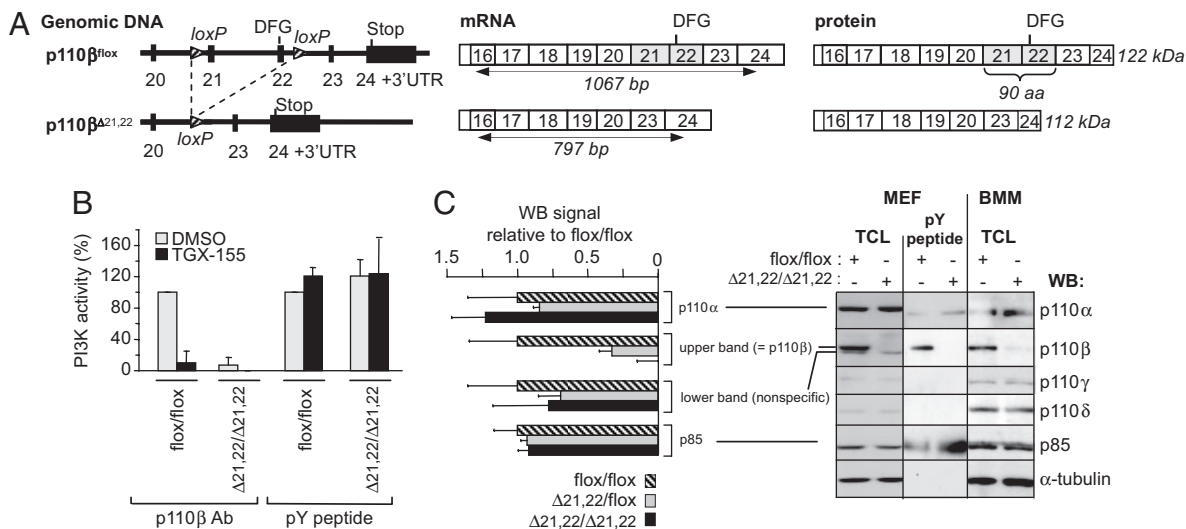 A
Genomic DNA
p110βflox
loxP
DFG
loxP
Stop
20
21
22
23
24 +3'UTR
p110βΔ21,22
loxP
Stop
20
23
24 +3'UTR
mRNA
DFG
16 17 18 19 20 21 22 23 24
1067 bp
16 17 18 19 20 23 24
797 bp
protein
DFG
16 17 18 19 20 21 22 23 24 122 kDa
90 aa
16 17 18 19 20 23 24 112 kDa
B
PI3K activity (%)
160
120
80
40
0
DMSO
TGX-155
flox/flox
Δ21,22/Δ21,22
flox/flox
Δ21,22/Δ21,22
p110β Ab
pY peptide
C
WB signal
relative to flox/flox
1.5 1.0 0.5 0
p110α
upper band (= p110β)
lower band (nonspecific)
p85
flox/flox
Δ21,22/flox
Δ21,22/Δ21,22
MEF
BMM
TCL
pY
peptide
TCL
flox/flox : + - + - + -
Δ21,22/Δ21,22 : - + - + - +
WB:
p110α
p110β
p110γ
p110δ
p85
α-tubulin